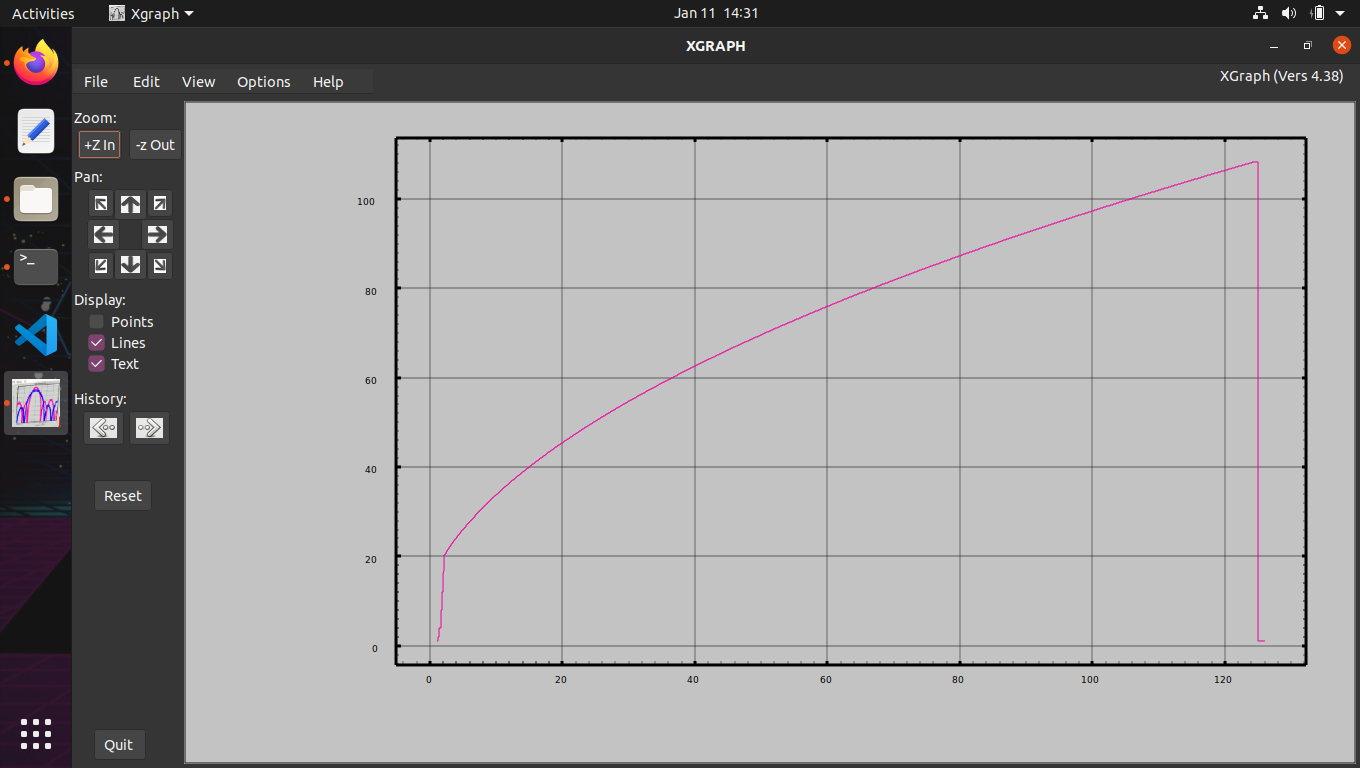 Activities Xgraph Jan 11 14:31
XGRAPH
File Edit View Options Help XGraph (Vers 4.38)
Zoom:
+Z In -z Out
Pan:
Display:
Points
Lines
Text
History:
Reset
Quit
>_
100
80
60
40
20
0
0 20 40 60 80 100 120